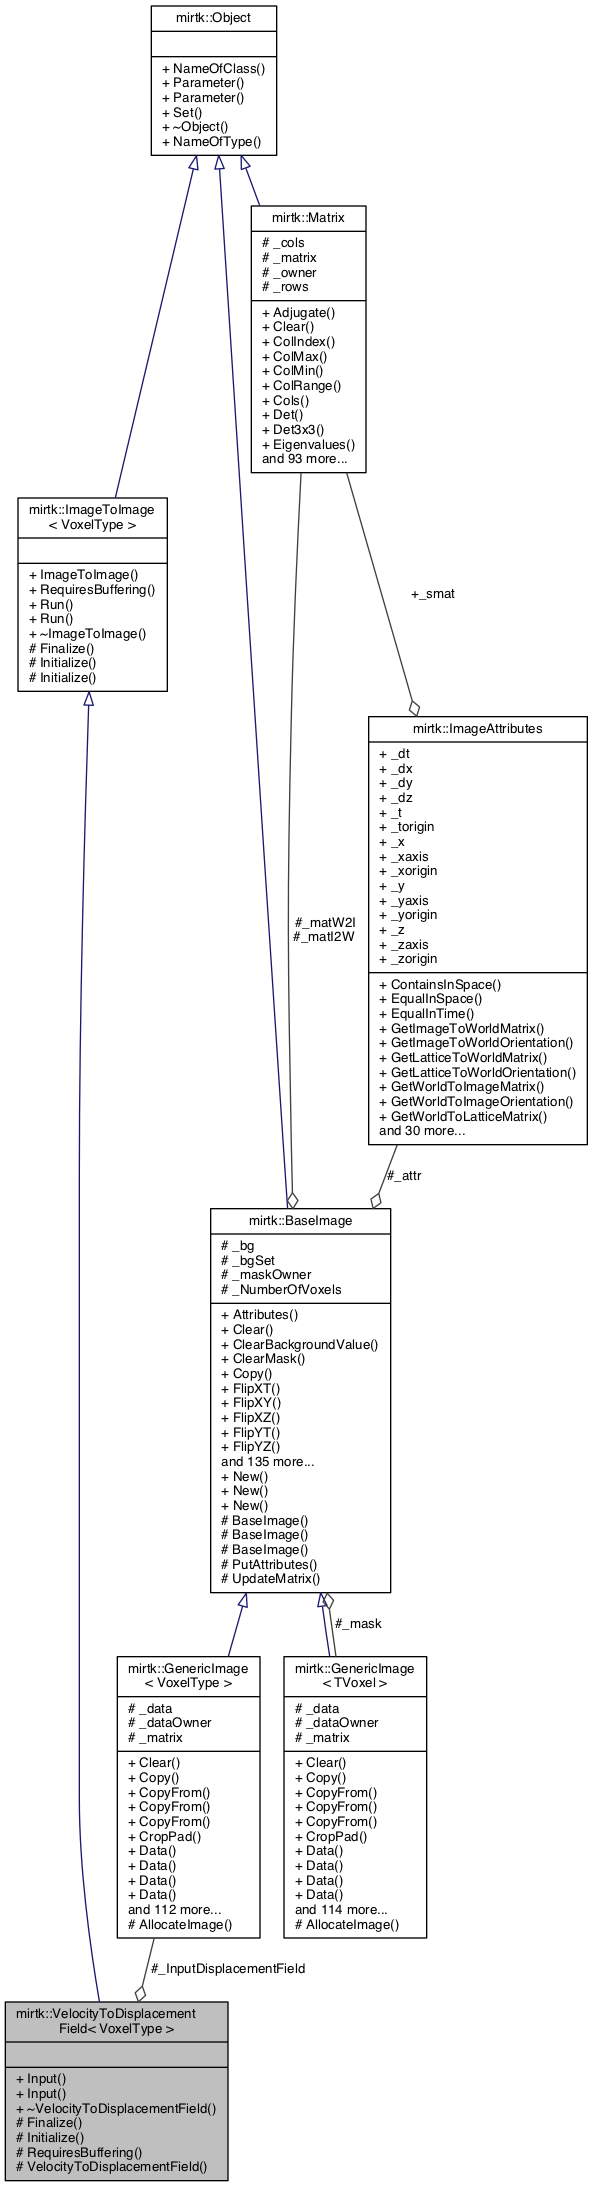 mirtk::Object
+ NameOfClass()
+ Parameter()
+ Parameter()
+ Set()
+ ~Object()
+ NameOfType()
mirtk::Matrix
# _cols
# _matrix
# _owner
# _rows
+ Adjugate()
+ Clear()
+ ColIndex()
+ ColMax()
+ ColMin()
+ ColRange()
+ Cols()
+ Det()
+ Det3x3()
+ Eigenvalues()
and 93 more...
mirtk::ImageToImage
< VoxelType >
+ ImageToImage()
+ RequiresBuffering()
+ Run()
+ Run()
+ ~ImageToImage()
# Finalize()
# Initialize()
# Initialize()
+_smat
mirtk::ImageAttributes
+ _dt
+ _dx
+ _dy
+ _dz
+ _t
+ _torigin
+ _x
+ _xaxis
+ _xorigin
+ _y
+ _yaxis
+ _yorigin
+ _z
+ _zaxis
+ _zorigin
+ ContainsInSpace()
+ EqualInSpace()
+ EqualInTime()
+ GetImageToWorldMatrix()
+ GetImageToWorldOrientation()
+ GetLatticeToWorldMatrix()
+ GetLatticeToWorldOrientation()
+ GetWorldToImageMatrix()
+ GetWorldToImageOrientation()
+ GetWorldToLatticeMatrix()
and 30 more...
#_matW2I
#_matI2W
#_attr
mirtk::BaseImage
# _bg
# _bgSet
# _maskOwner
# _NumberOfVoxels
+ Attributes()
+ Clear()
+ ClearBackgroundValue()
+ ClearMask()
+ Copy()
+ FlipXT()
+ FlipXY()
+ FlipXZ()
+ FlipYT()
+ FlipYZ()
and 135 more...
+ New()
+ New()
+ New()
# BaseImage()
# BaseImage()
# BaseImage()
# PutAttributes()
# UpdateMatrix()
#_mask
mirtk::GenericImage
< VoxelType >
# _data
# _dataOwner
# _matrix
+ Clear()
+ Copy()
+ CopyFrom()
+ CopyFrom()
+ CopyFrom()
+ CropPad()
+ Data()
+ Data()
+ Data()
+ Data()
and 112 more...
# AllocateImage()
mirtk::GenericImage
< TVoxel >
# _data
# _dataOwner
# _matrix
+ Clear()
+ Copy()
+ CopyFrom()
+ CopyFrom()
+ CopyFrom()
+ CropPad()
+ Data()
+ Data()
+ Data()
+ Data()
and 114 more...
# AllocateImage()
#_InputDisplacementField
mirtk::VelocityToDisplacement
Field< VoxelType >
+ Input()
+ Input()
+ ~VelocityToDisplacementField()
# Finalize()
# Initialize()
# RequiresBuffering()
# VelocityToDisplacementField()